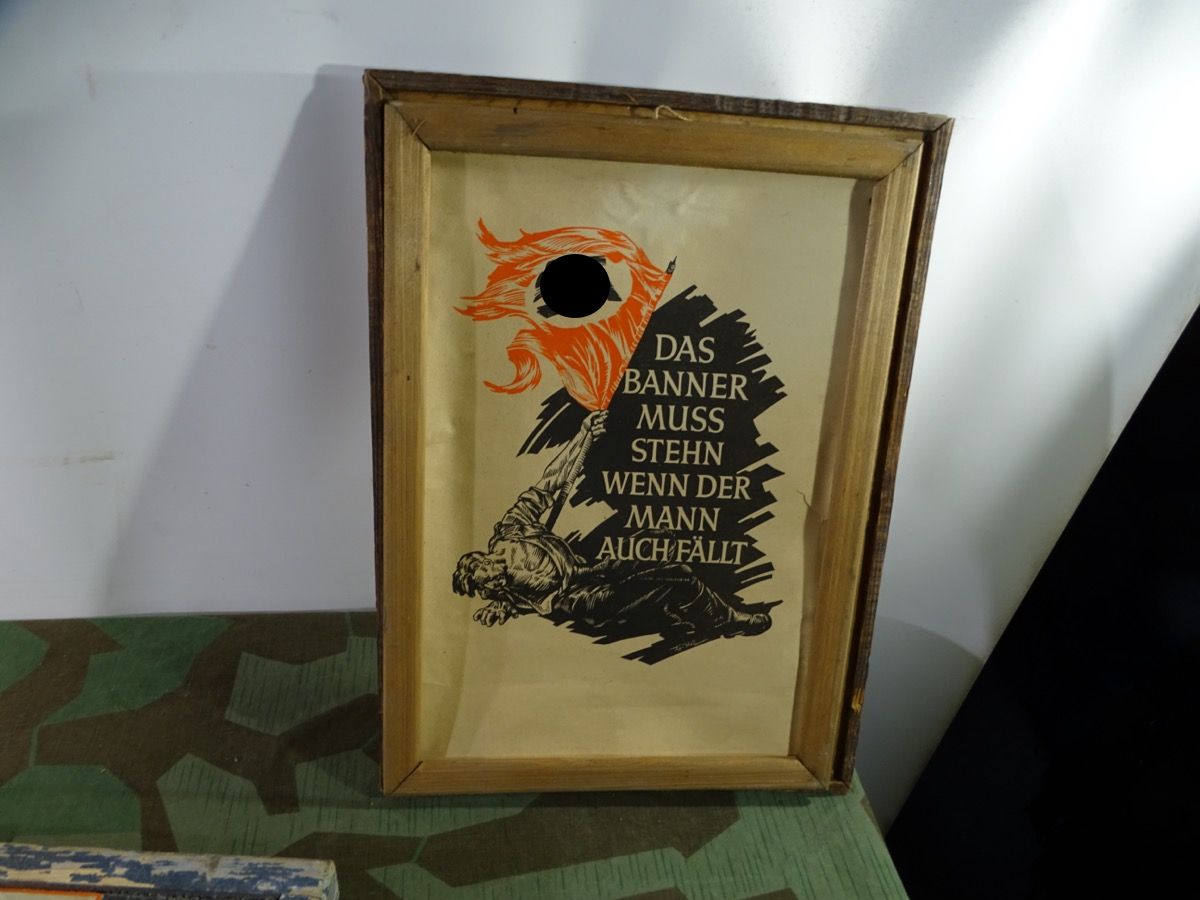 DAS
BANNER
MUSS
STEHN
WENN DER
MANN
AUCH FÄLLT